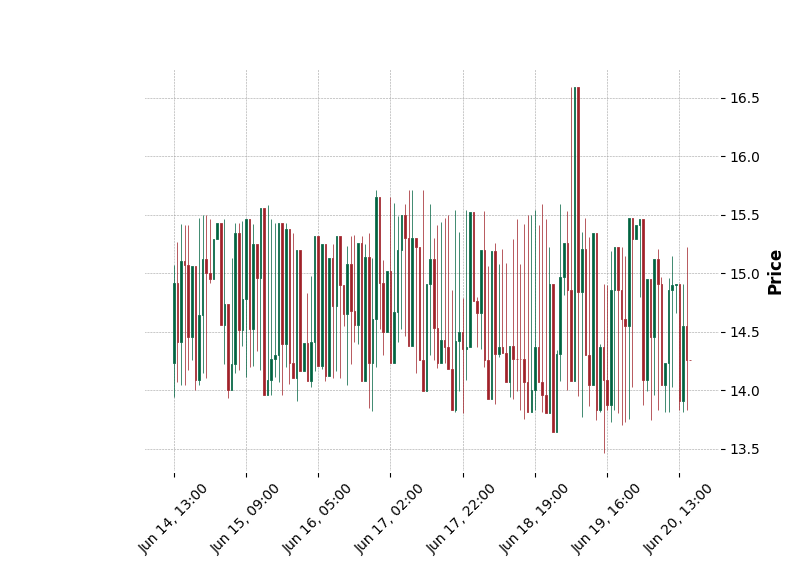 16.5
16.0
15.5
15.0
14.5
14.0
13.5
Price
Jun 14, 13:00
Jun 15, 09:00
Jun 16, 05:00
Jun 17, 02:00
Jun 17, 22:00
Jun 18, 19:00
Jun 19, 16:00
Jun 20, 13:00